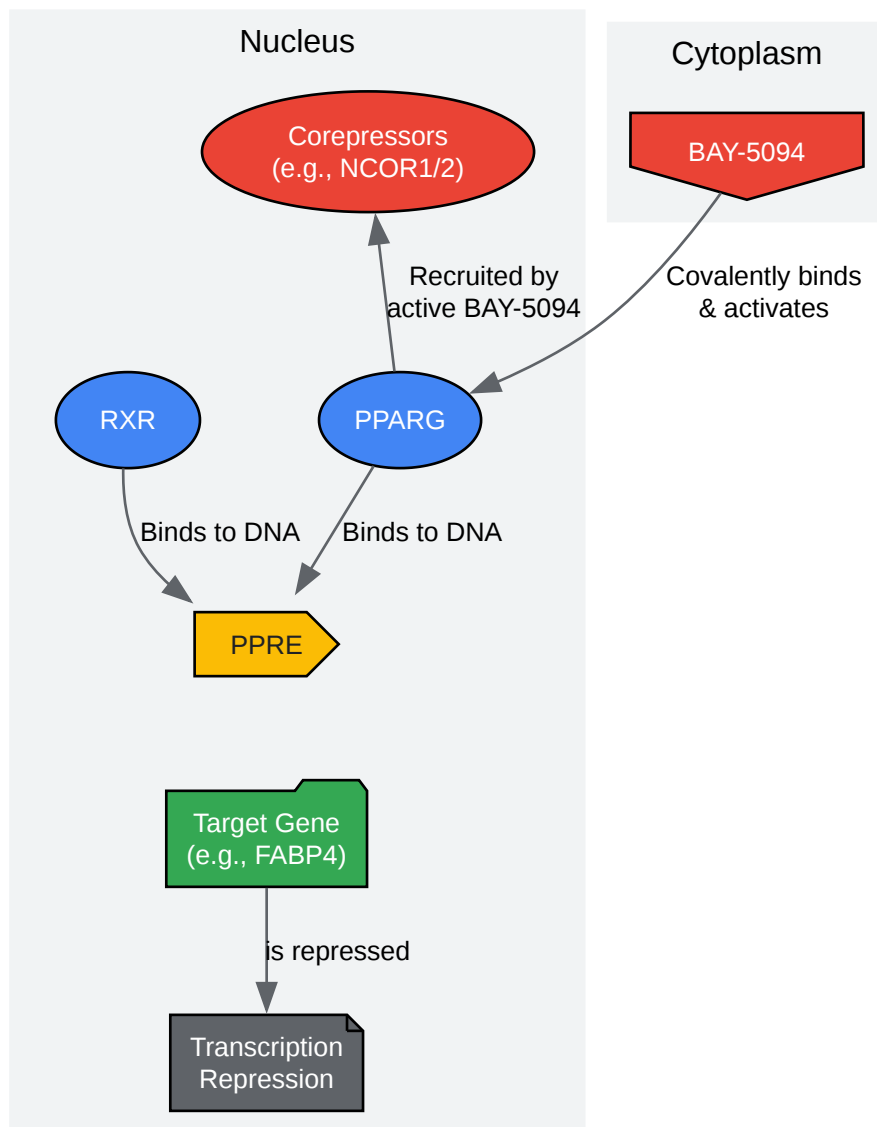 Nucleus
Cytoplasm
Corepressors
(e.g., NCOR1/2)
BAY-5094
Recruited by
active BAY-5094
Covalently binds
& activates
RXR
PPARG
Binds to DNA
Binds to DNA
PPRE
Target Gene
(e.g., FABP4)
is repressed
Transcription
Repression